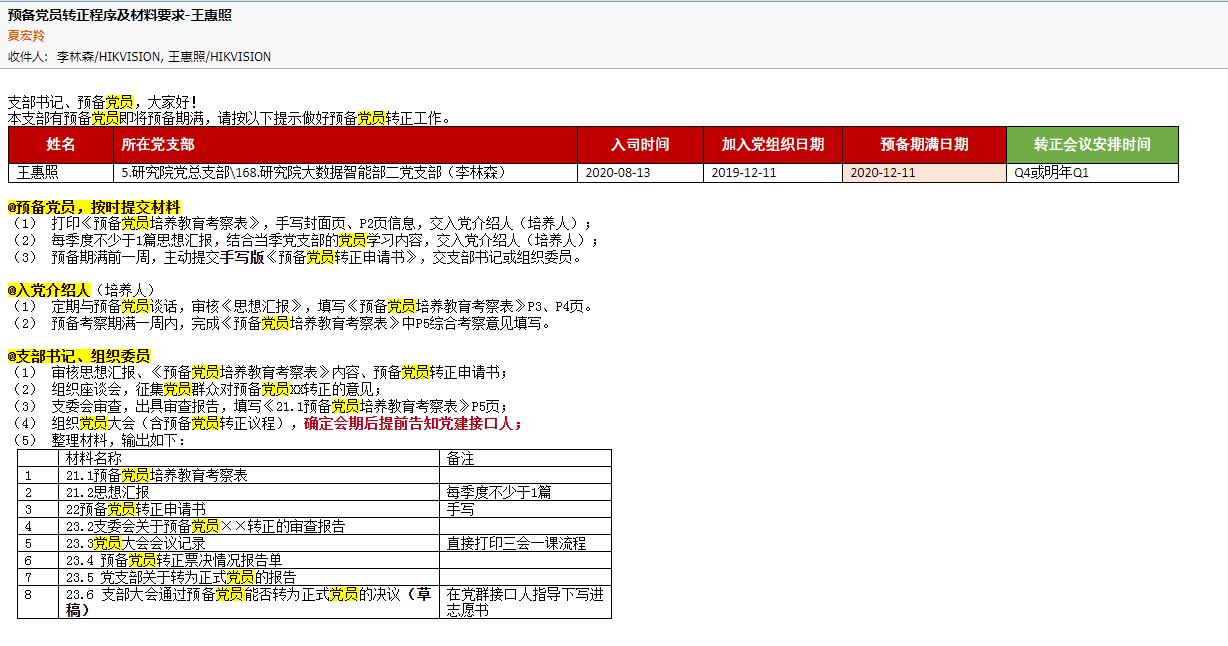 预备党员转正程序及材料要求-王惠照
夏宏羚
收件人: 李林森/HIKVISION, 王惠照/HIKVISION
支部书记、预备党员，大家好！
本支部有预备党员即将预备期满，请按以下提示做好预备党员转正工作。
姓名 所在党支部 入司时间 加入党组织日期 预备期满日期 转正会议安排时间
王惠照 5.研究院党总支部\168.研究院大数据智能部二党支部（李林森） 2020-08-13 2019-12-11 2020-12-11 Q4或明年Q1
@预备党员，按时提交材料
（1） 打印《预备党员培养教育考察表》，手写封面页、P2页信息，交入党介绍人（培养人）；
（2） 每季度不少于1篇思想汇报，结合当季党支部的党员学习内容，交入党介绍人（培养人）；
（3） 预备期满前一周，主动提交手写版《预备党员转正申请书》，交支部书记或组织委员。
@入党介绍人（培养人）
（1） 定期与预备党员谈话，审核《思想汇报》，填写《预备党员培养教育考察表》P3、P4页。
（2） 预备考察期满一周内，完成《预备党员培养教育考察表》中P5综合考察意见填写。
@支部书记、组织委员
（1） 审核思想汇报、《预备党员培养教育考察表》内容、预备党员转正申请书；
（2） 组织座谈会，征集党员群众对预备党员XX转正的意见；
（3） 支委会审查，出具审查报告，填写《21.1预备党员培养教育考察表》P5页；
（4） 组织党员大会（含预备党员转正议程），确定会期后提前告知党建接口人；
（5） 整理材料，输出如下：
材料名称 备注
1 21.1预备党员培养教育考察表
2 21.2思想汇报 每季度不少于1篇
3 22预备党员转正申请书 手写
4 23.2支委会关于预备党员××转正的审查报告
5 23.3党员大会会议记录 直接打印三会一课流程
6 23.4 预备党员转正票决情况报告单
7 23.5 党支部关于转为正式党员的报告
8 23.6 支部大会通过预备党员能否转为正式党员的决议（草 在党群接口人指导下写进
稿） 志愿书